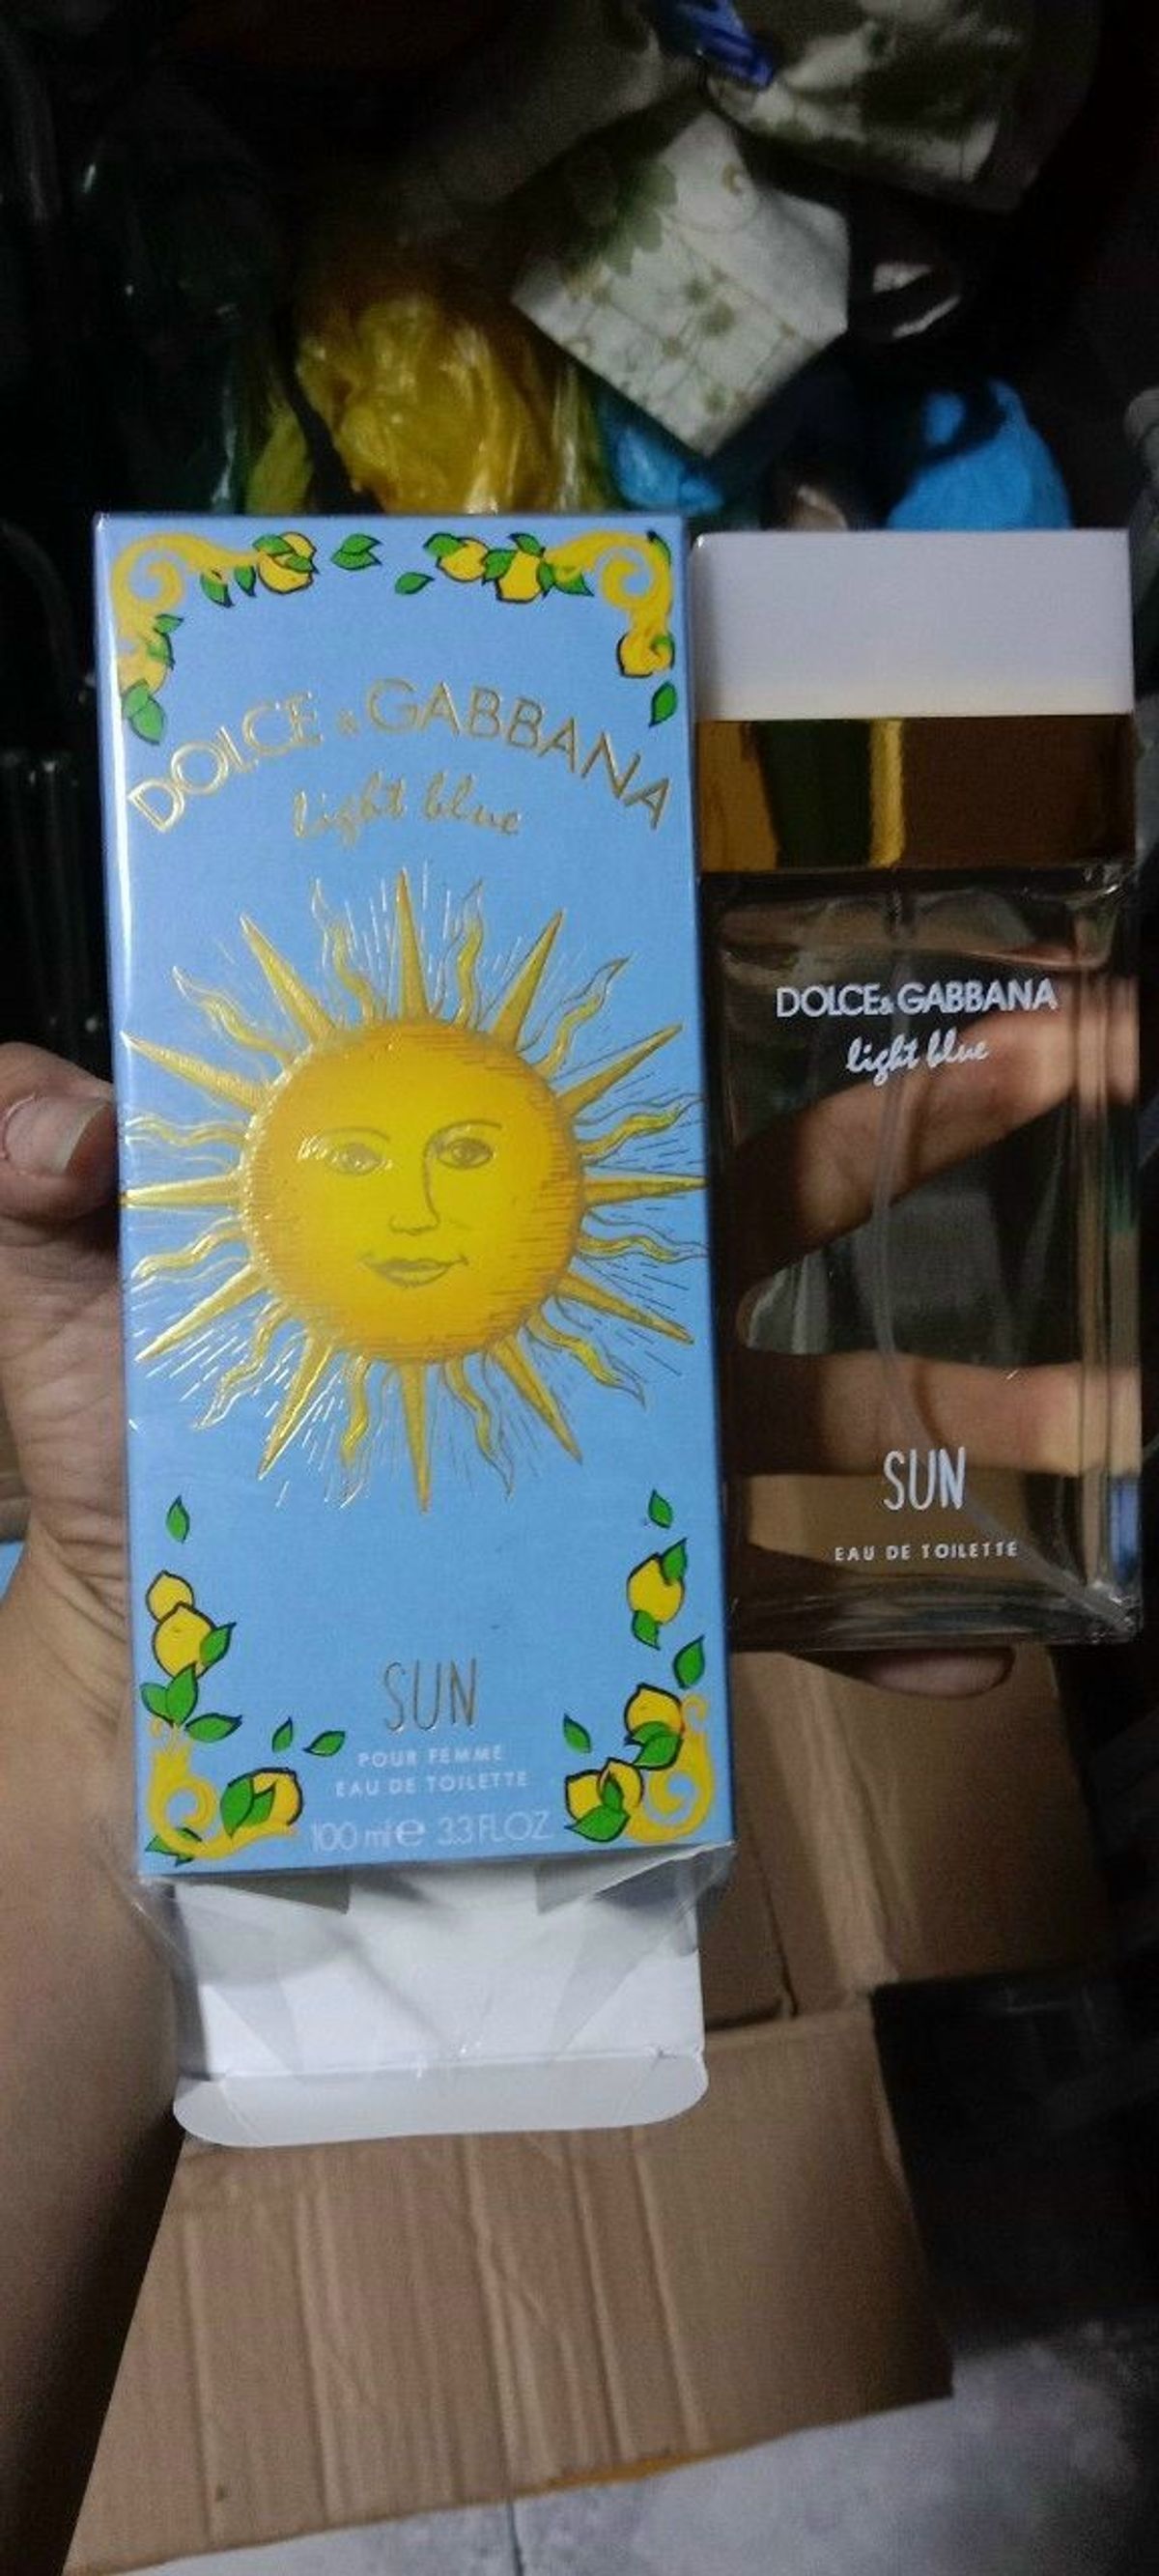 DOLCE & GABBANA
light blue
SUN
POUR FEMME
EAU DE TOILETTE
100 ml e 3.3 FL.OZ
DOLCE & GABBANA
light blue
SUN
EAU DE TOILETTE